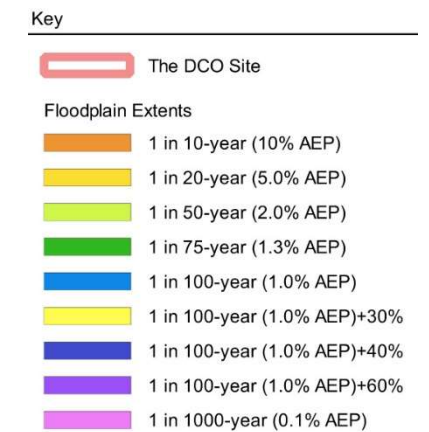 Key
The DCO Site
Floodplain Extents
1 in 10-year (10% AEP)
1 in 20-year (5.0% AEP)
1 in 50-year (2.0% AEP)
1 in 75-year (1.3% AEP)
1 in 100-year (1.0% AEP)
1 in 100-year (1.0% AEP)+30%
1 in 100-year (1.0% AEP)+40%
1 in 100-year (1.0% AEP)+60%
1 in 1000-year (0.1% AEP)